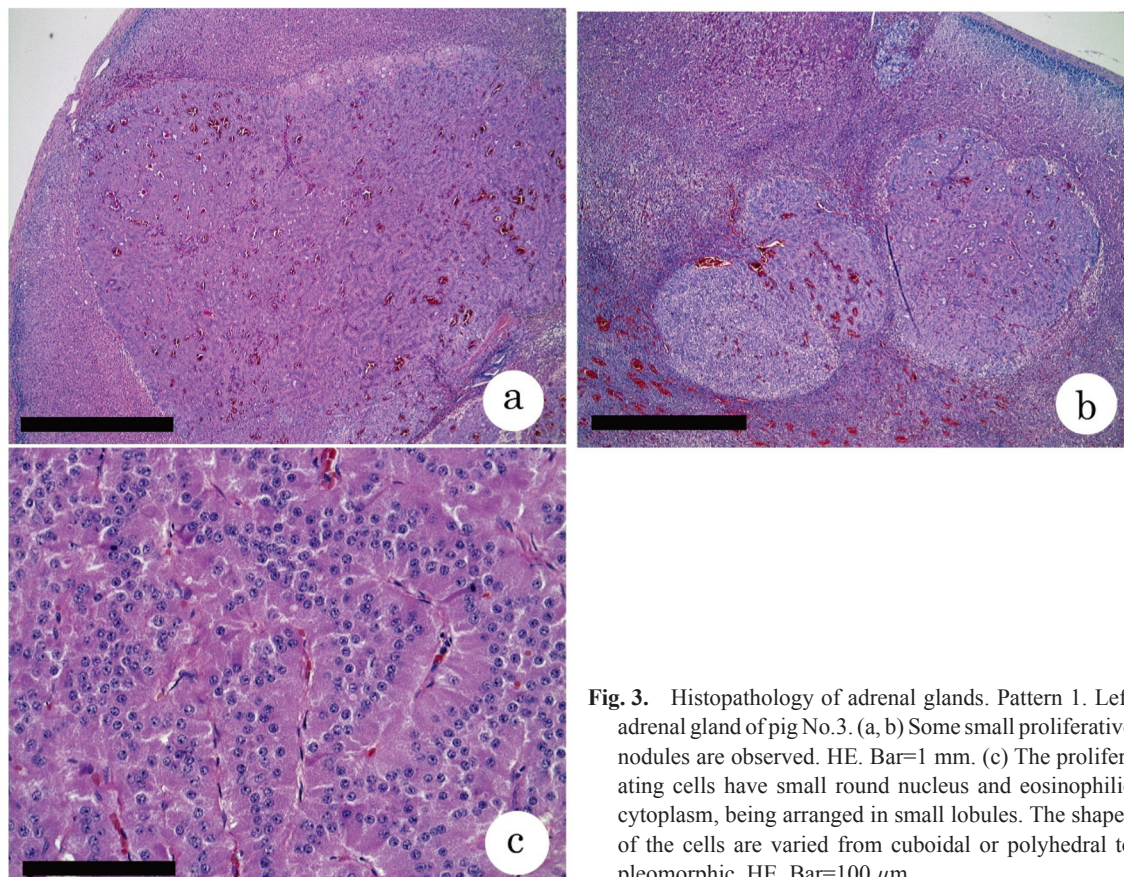 a
b
c
Fig. 3. Histopathology of adrenal glands. Pattern 1. Lef
adrenal gland of pig No.3. (a, b) Some small proliferative
nodules are observed. HE. Bar=1 mm. (c) The prolifer
ating cells have small round nucleus and eosinophili
cytoplasm, being arranged in small lobules. The shape
of the cells are varied from cuboidal or polyhedral to
pleomorphic. HE. Bar=100 μm